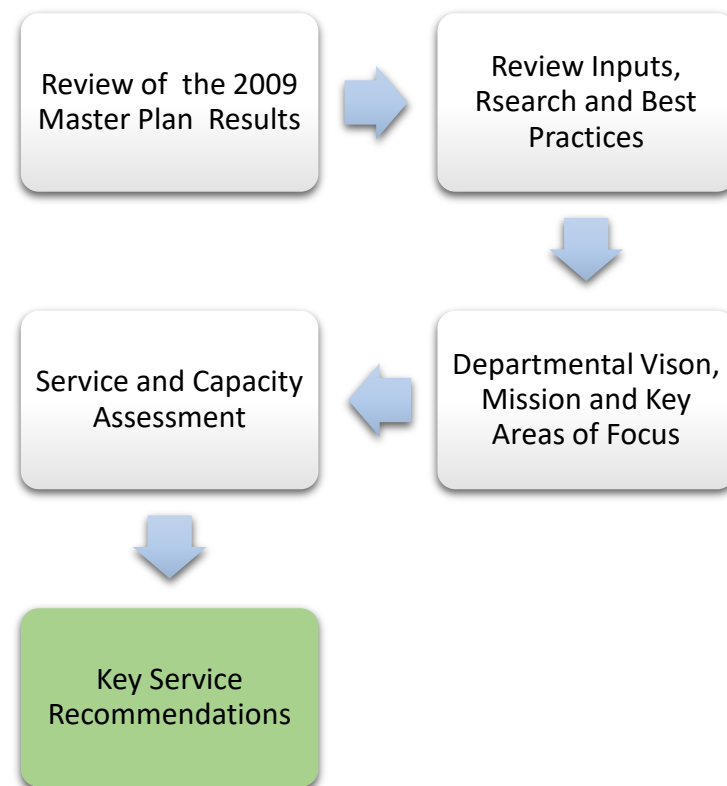 Review of  the 2009
Master Plan  Results
Review Inputs,
Rsearch and Best
Practices
Departmental Vison,
Mission and Key
Areas of Focus
Service and Capacity
Assessment
Key Service
Recommendations